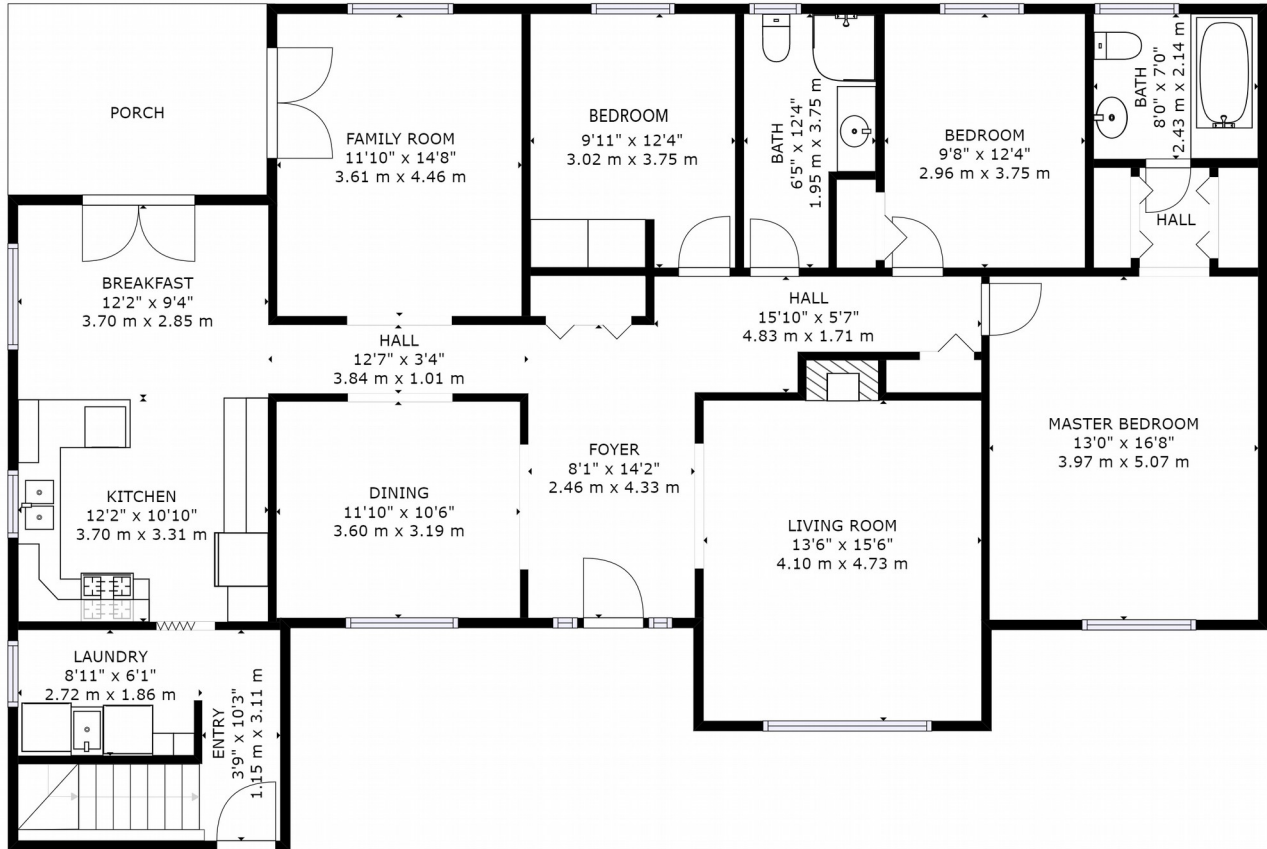 PORCH
FAMILY ROOM
11'10" x 14'8"
3.61 m x 4.46 m
BEDROOM
9'11" x 12'4"
3.02 m x 3.75 m
BATH
6'5" x 12'4"
1.95 m x 3.75 m
BEDROOM
9'8" x 12'4"
2.96 m x 3.75 m
BATH
8'0" x 7'0"
2.43 m x 2.14 m
HALL
BREAKFAST
12'2" x 9'4"
3.70 m x 2.85 m
HALL
12'7" x 3'4"
3.84 m x 1.01 m
HALL
15'10" x 5'7"
4.83 m x 1.71 m
KITCHEN
12'2" x 10'10"
3.70 m x 3.31 m
DINING
11'10" x 10'6"
3.60 m x 3.19 m
FOYER
8'1" x 14'2"
2.46 m x 4.33 m
LIVING ROOM
13'6" x 15'6"
4.10 m x 4.73 m
MASTER BEDROOM
13'0" x 16'8"
3.97 m x 5.07 m
LAUNDRY
8'11" x 6'1"
2.72 m x 1.86 m
ENTRY
3'9" x 10'3"
1.15 m x 3.11 m